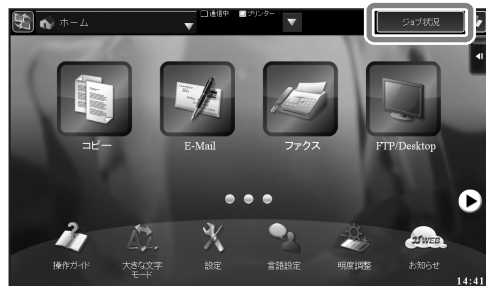 ホーム
通信中 プリンター
ジョブ状況
コピー
E-Mail
ファクス
FTP/Desktop
操作ガイド
大きな文字
モード
設定
言語設定
明度調整
お知らせ
14:41